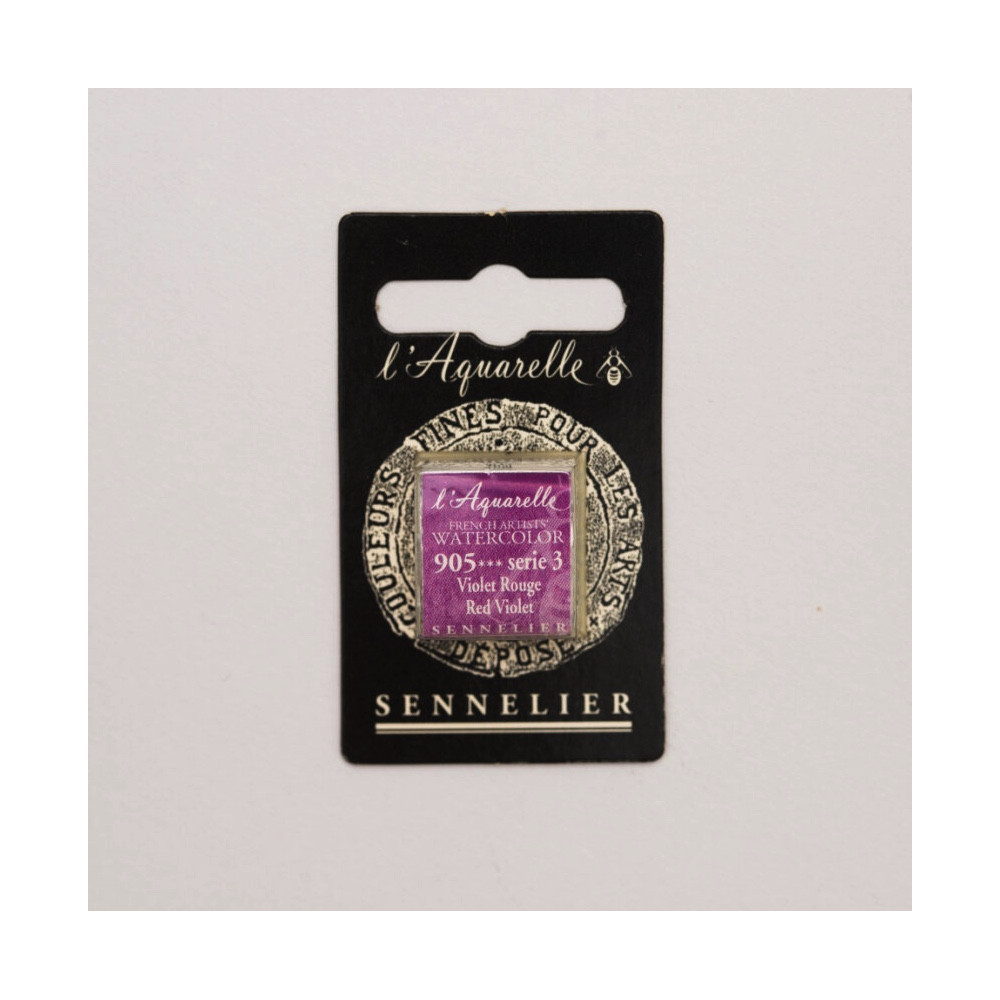 l'Aquarelle
COULEURS FINES POUR LES ARTS
DÉPOSÉ
l'Aquarelle
FRENCH ARTISTS'
WATERCOLOR
905*** serie 3
Violet Rouge
Red Violet
SENNELIER
SENNELIER